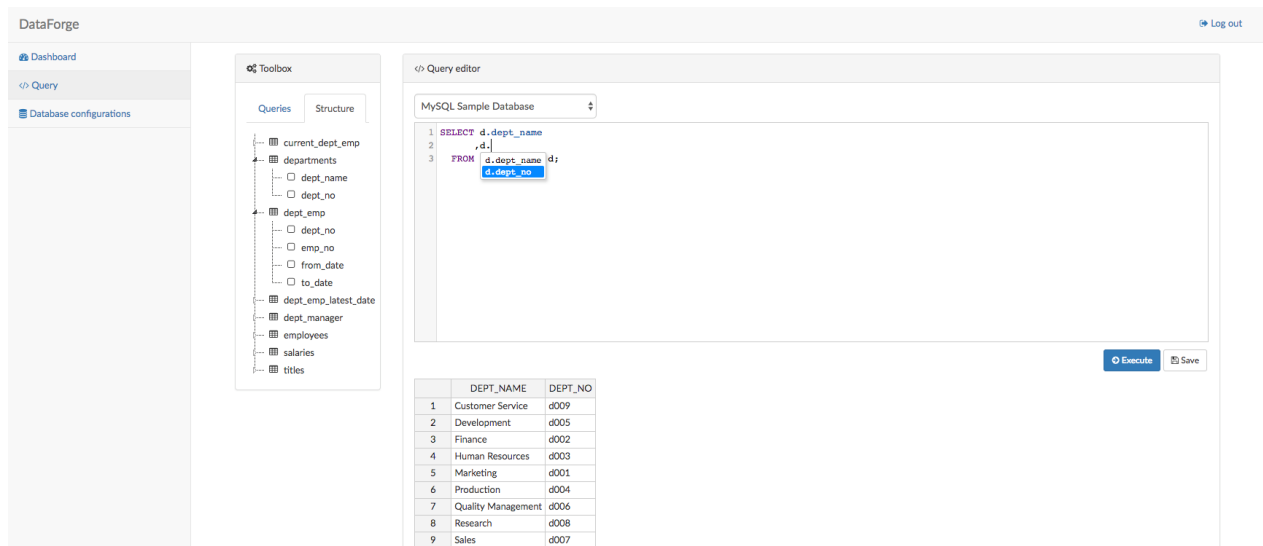 DataForge
Log out
Dashboard
Query
Database configurations
Toolbox
Queries Structure
current_dept_emp
departments
dept_name
dept_no
dept_emp
dept_no
emp_no
from_date
to_date
dept_emp_latest_date
dept_manager
employees
salaries
titles
</> Query editor
MySQL Sample Database
1 SELECT d.dept_name
2 ,d.
3 FROM d;
d.dept_name
d.dept_no
Execute Save
DEPT_NAME DEPT_NO
1 Customer Service d009
2 Development d005
3 Finance d002
4 Human Resources d003
5 Marketing d001
6 Production d004
7 Quality Management d006
8 Research d008
9 Sales d007